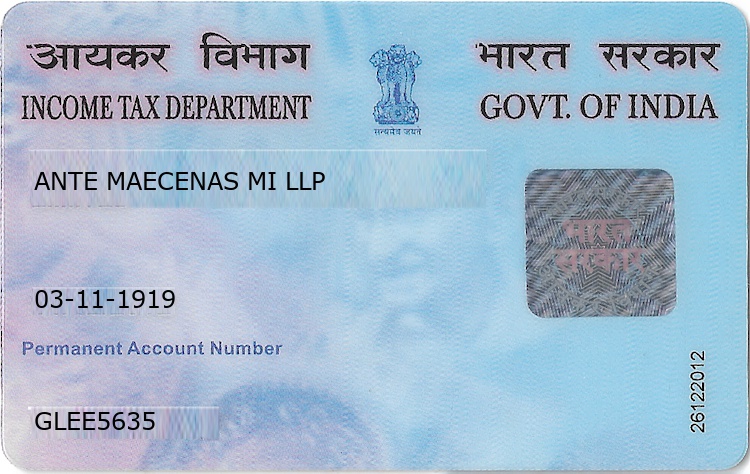 आयकर विभाग
INCOME TAX DEPARTMENT
सत्यमेव जयते
भारत सरकार
GOVT. OF INDIA
ANTE MAECENAS MI LLP
भारत
सरकार
03-11-1919
Permanent Account Number
GLEE5635
26122012